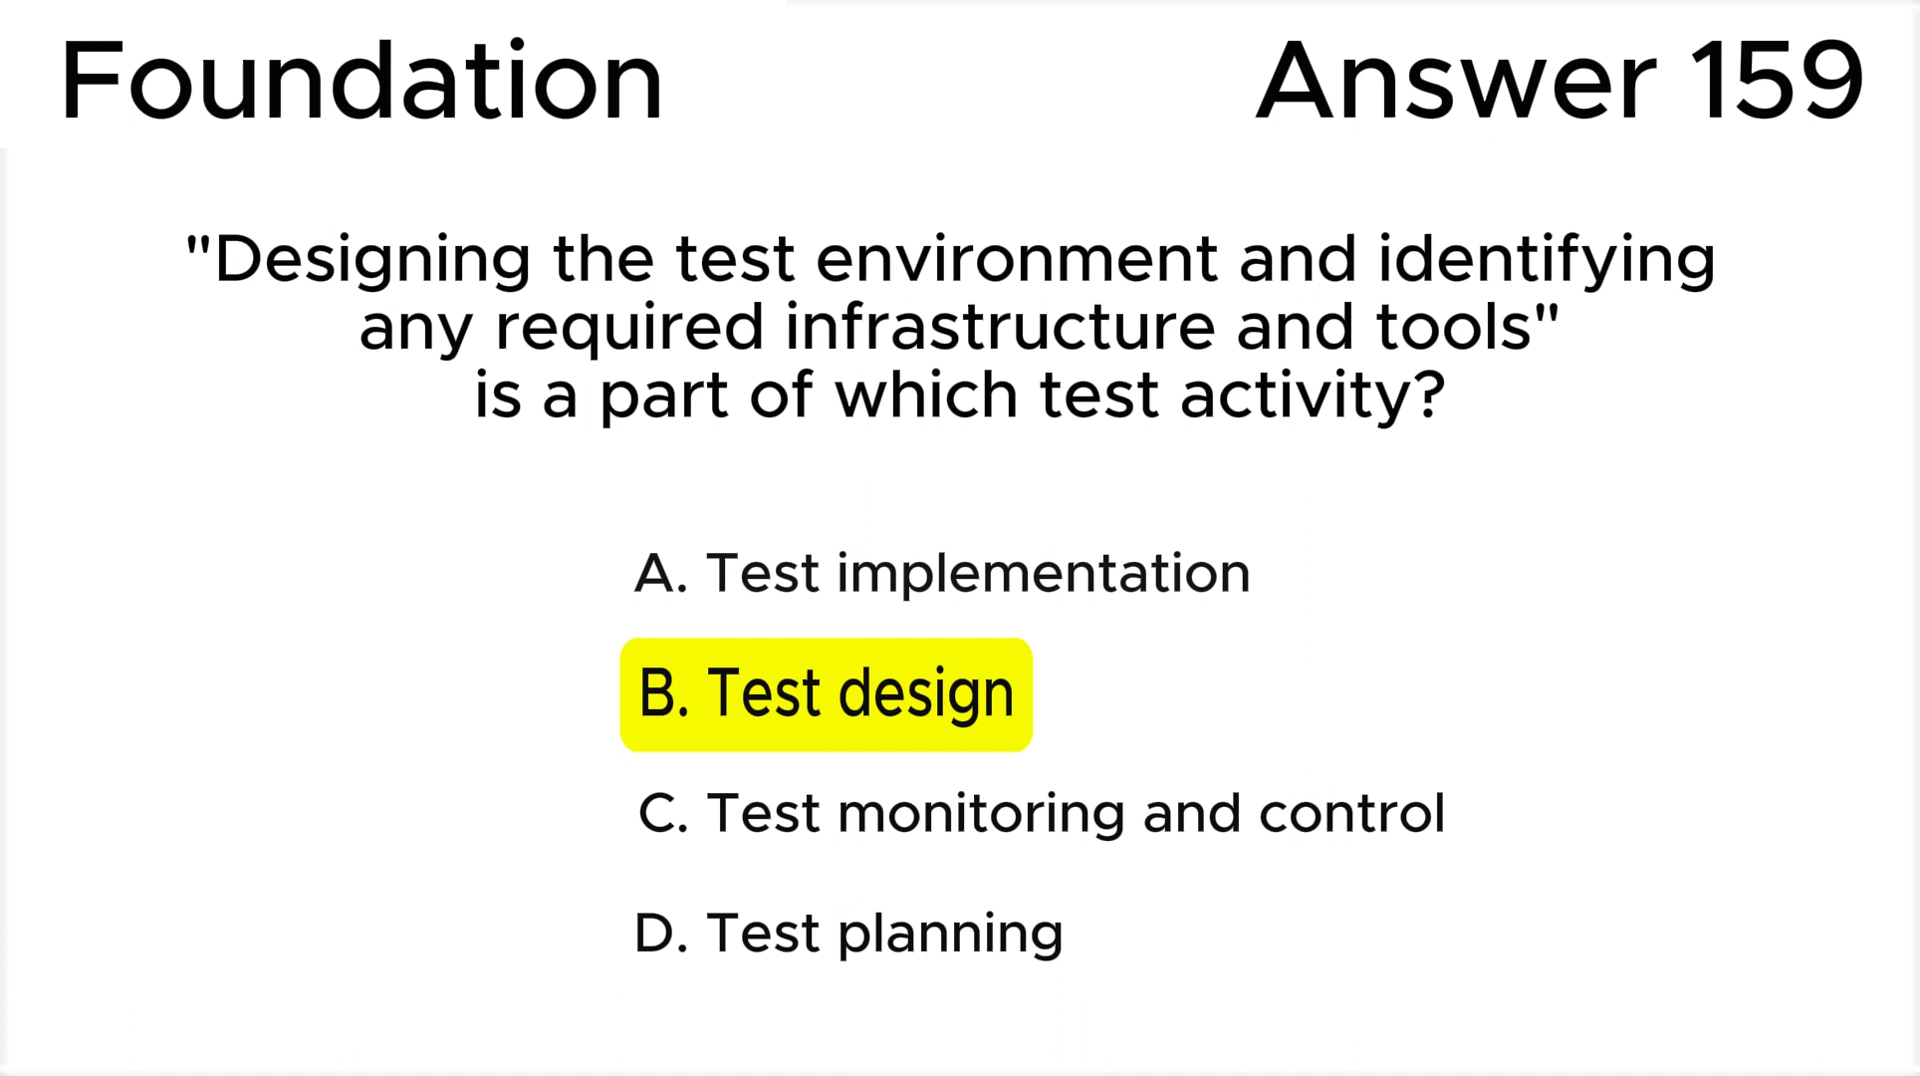 Foundation
Answer 159
"Designing the test environment and identifying
any required infrastructure and tools"
is a part of which test activity?
A. Test implementation
B. Test design
C. Test monitoring and control
D. Test planning